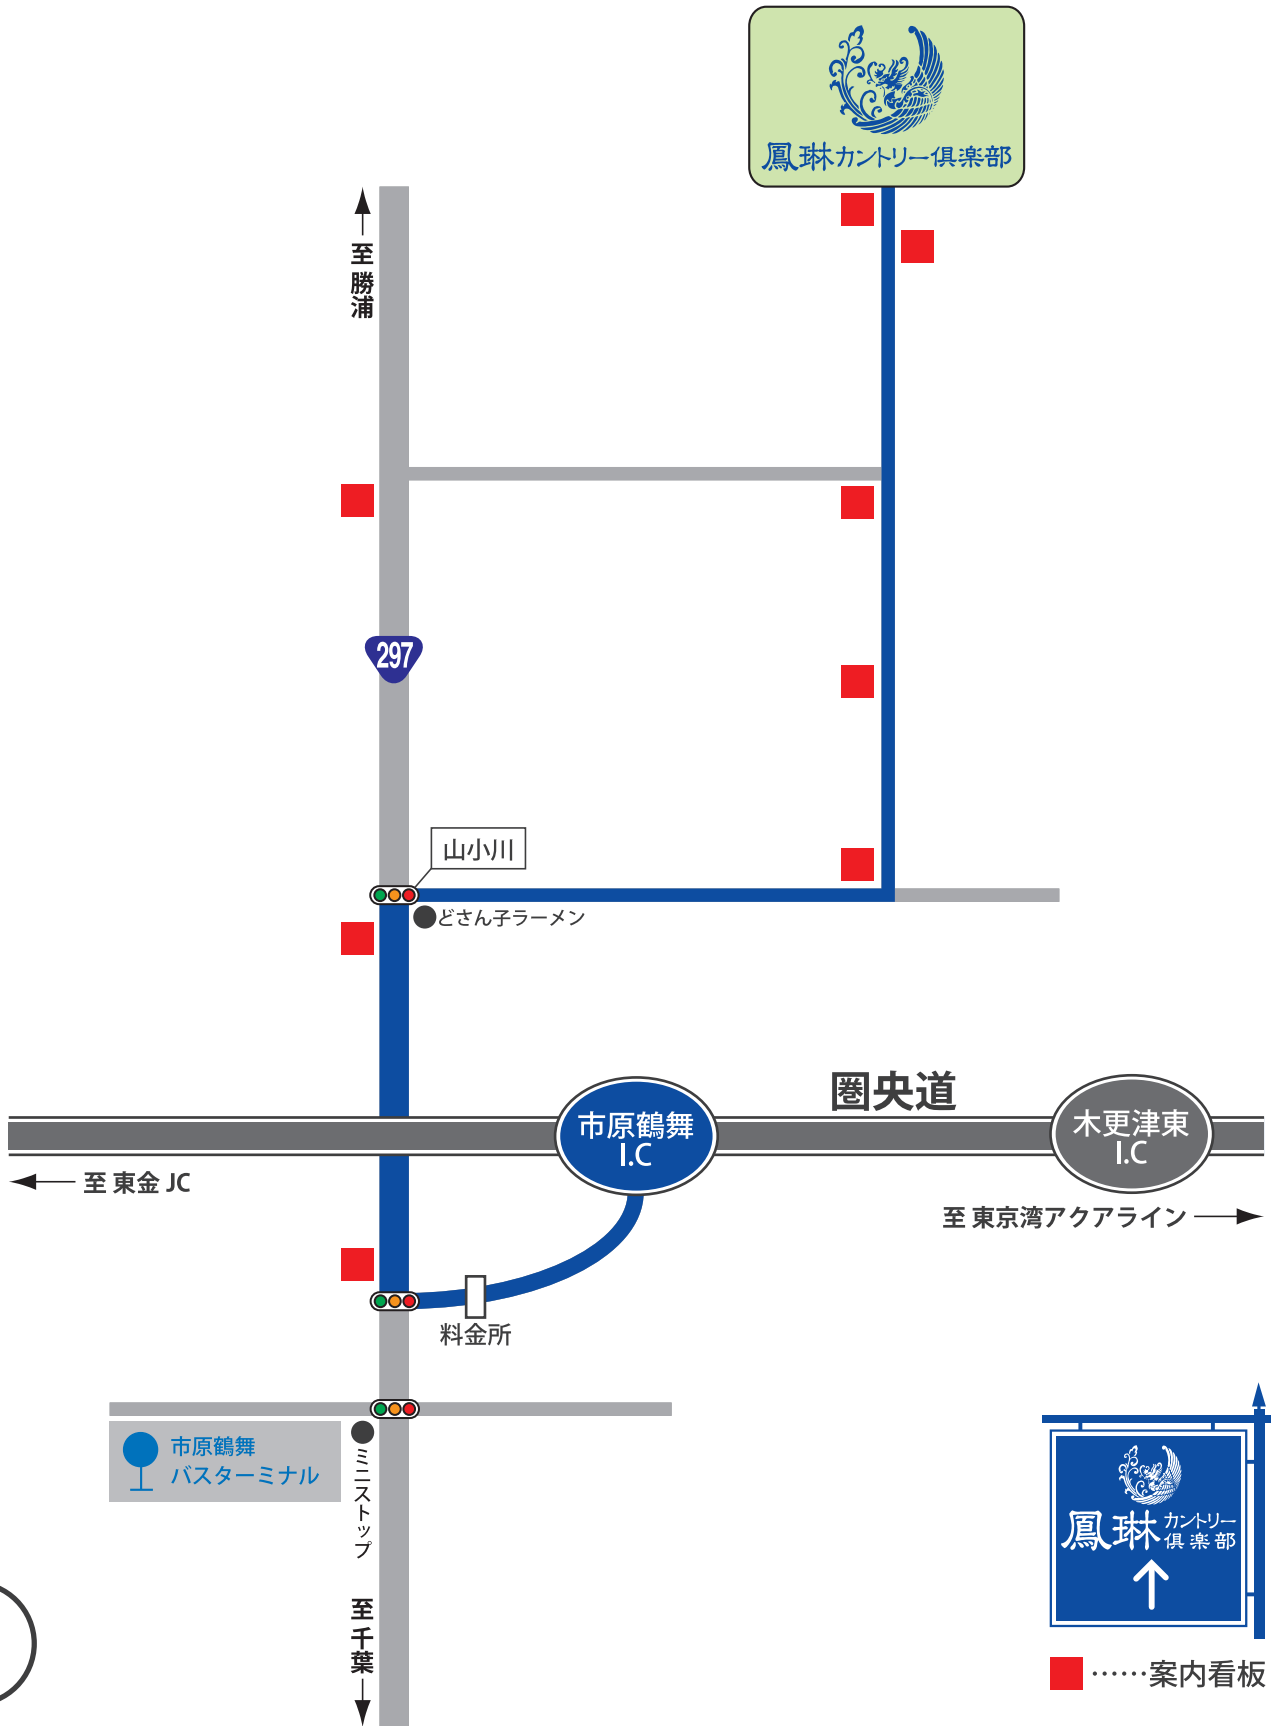 鳳琳カントリー倶楽部
至勝浦
297
山小川
どさん子ラーメン
圏央道
市原鶴舞
I.C
木更津東
I.C
至 東金 JC
至 東京湾アクアライン
料金所
市原鶴舞
バスターミナル
ミニストップ
至千葉
鳳琳カントリー
倶楽部
……案内看板